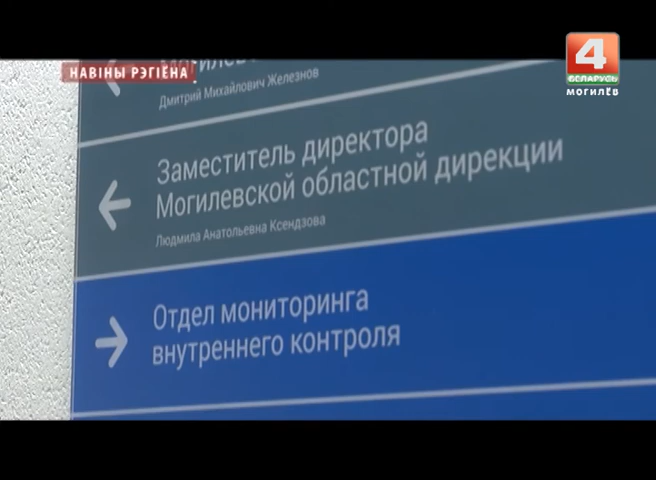 НАВІНЫ РЭГІЁНА
4
БЕЛАРУСЬ
МОГИЛЁВ
Дмитрий Михайлович Железнов
Заместитель директора
Могилевской областной дирекции
Людмила Анатольевна Ксендзова
Отдел мониторинга
внутреннего контроля